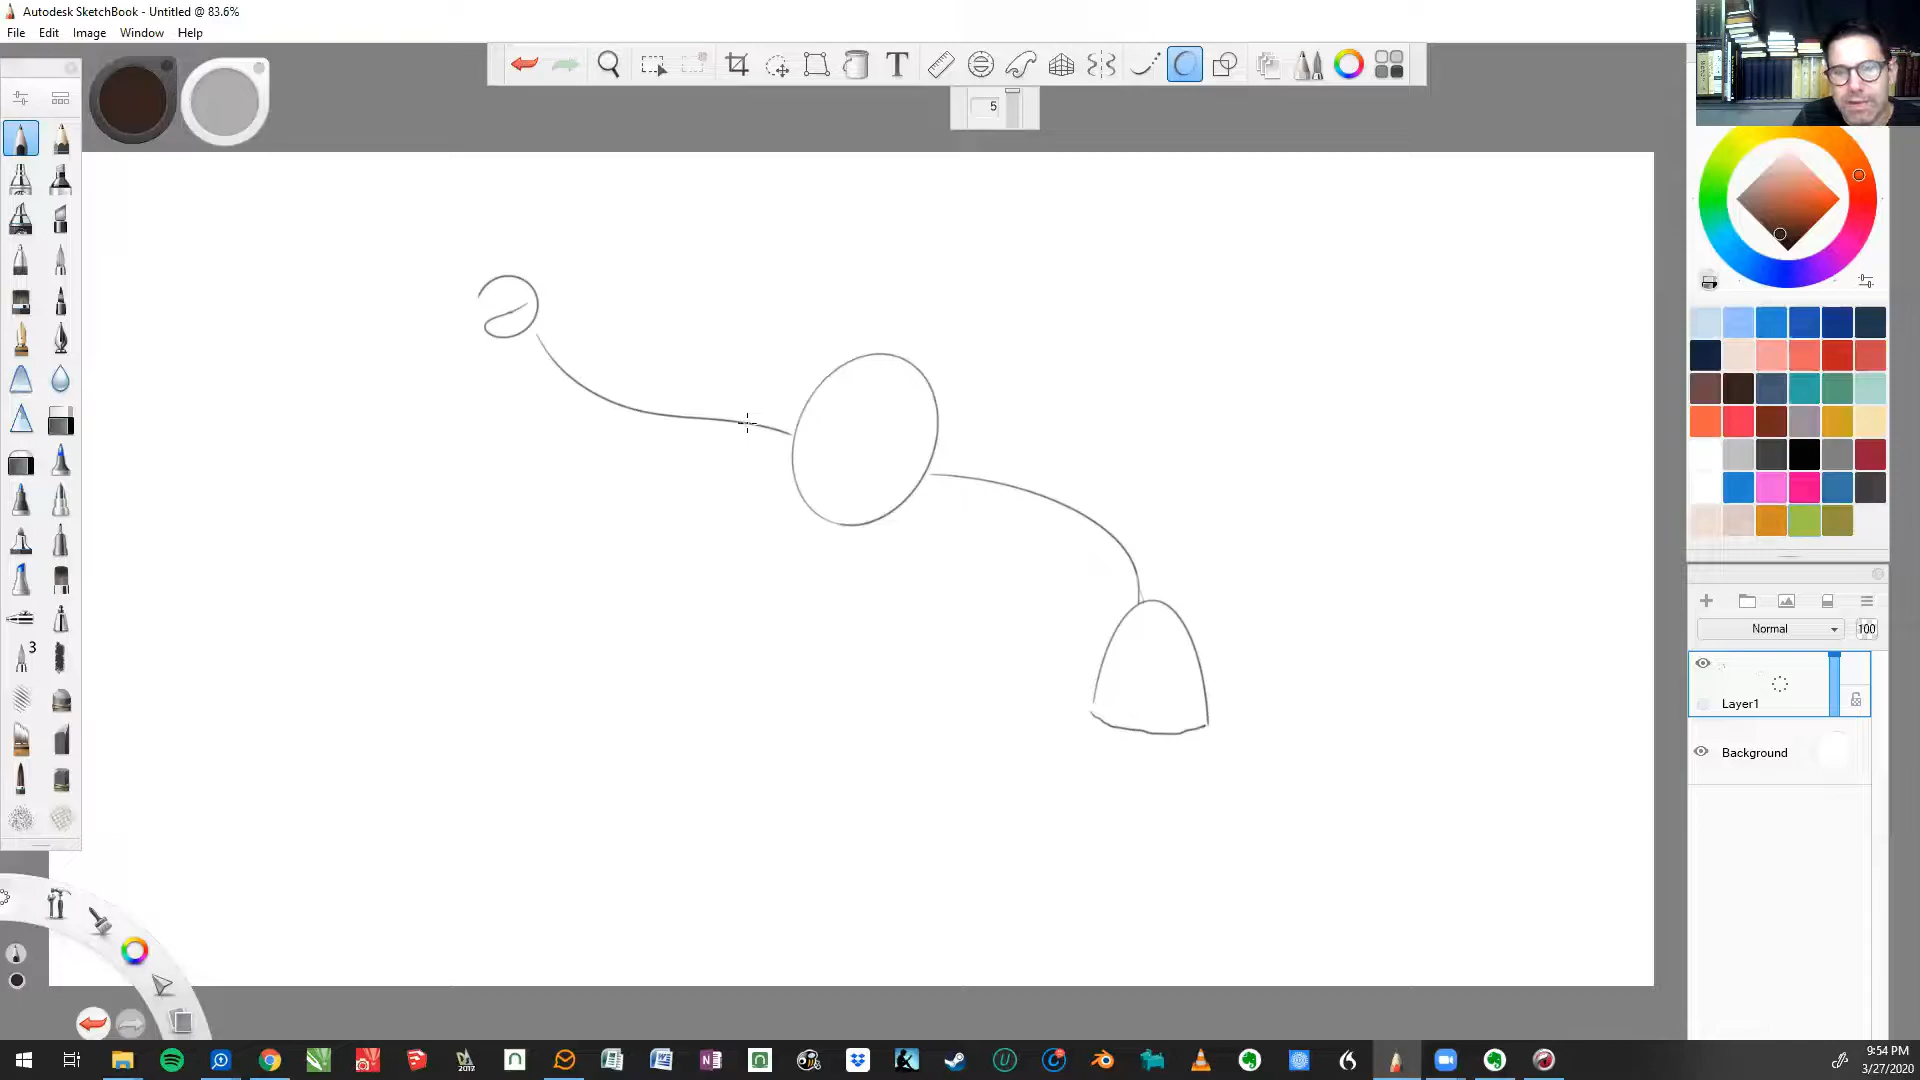 Autodesk SketchBook - Untitled @ 83.6%
File Edit Image Window Help
T
5
3
Normal 100
Layer1
Background
2017
9:54 PM
3/27/2020